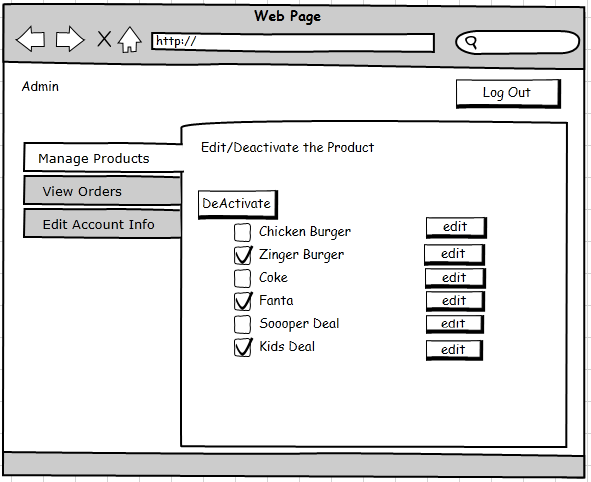 Web Page
http://
Admin
Log Out
Edit/Deactivate the Product
Manage Products
View Orders
Edit Account Info
DeActivate
Chicken Burger edit
Zinger Burger edit
Coke edit
Fanta edit
Soooper Deal edit
Kids Deal edit